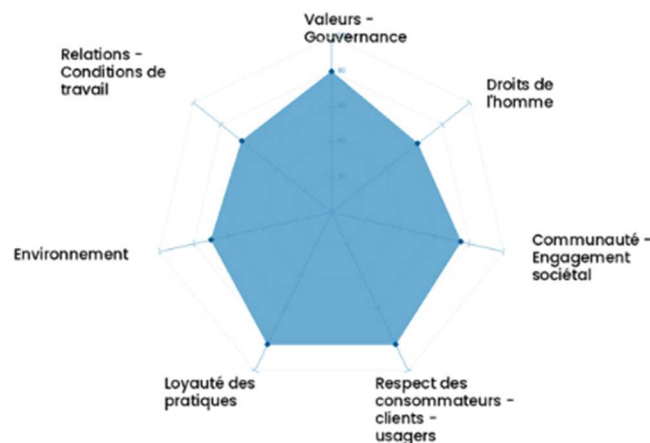 Valeurs -
Gouvernance
Relations -
Conditions de
travail
Droits de
l'homme
80
Environnement
Communauté -
Engagement
sociétal
Loyauté des
pratiques
Respect des
consommateurs -
clients -
usagers